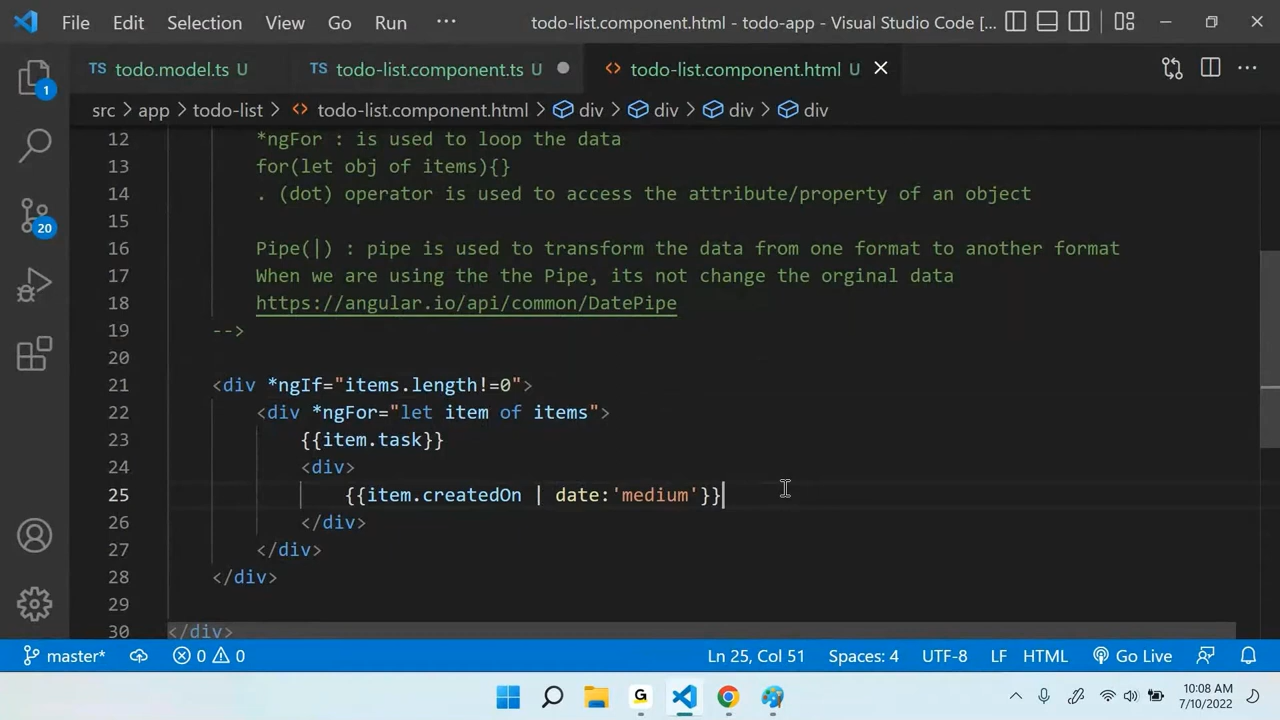 File Edit Selection View Go Run ··· todo-list.component.html - todo-app - Visual Studio Code [...
TS todo.model.ts U TS todo-list.component.ts U <> todo-list.component.html U
src > app > todo-list > <> todo-list.component.html > div > div > div > div
12 *ngFor : is used to loop the data
13 for(let obj of items){}
14 . (dot) operator is used to access the attribute/property of an object
15
16 Pipe(|) : pipe is used to transform the data from one format to another format
17 When we are using the the Pipe, its not change the orginal data
18 https://angular.io/api/common/DatePipe
19 -->
20
21 <div *ngIf="items.length!=0">
22 <div *ngFor="let item of items">
23 {{item.task}}
24 <div>
25 {{item.createdOn | date:'medium'}}
26 </div>
27 </div>
28 </div>
29
30 </div>
1
20
master* 0 0 Ln 25, Col 51 Spaces: 4 UTF-8 LF HTML Go Live
G
10:08 AM
7/10/2022